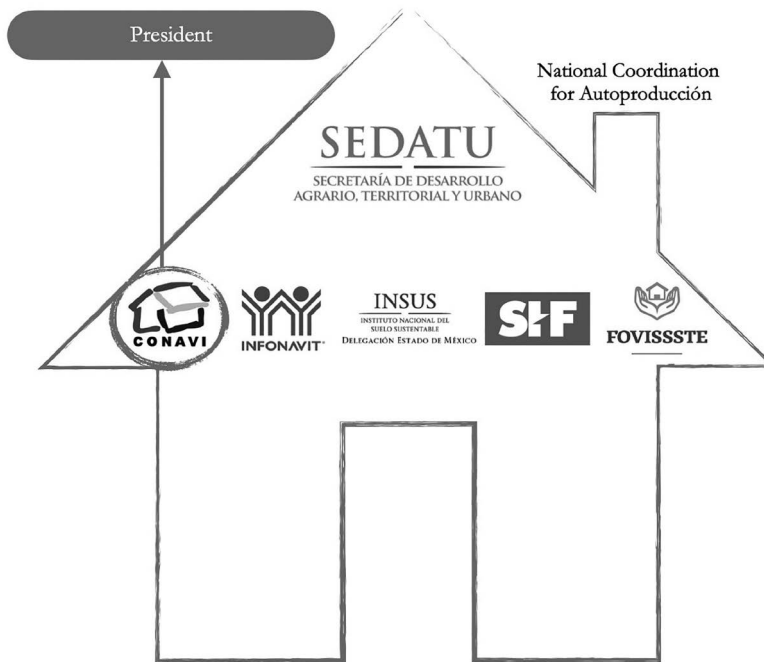 President
National Coordination
for Autoproducción
SEDATU
SECRETARÍA DE DESARROLLO
AGRARIO, TERRITORIAL Y URBANO
CONAVI
INFONAVIT
INSUS
INSTITUTO NACIONAL DEL
SUELO SUSTENTABLE
DELEGACIÓN ESTADO DE MÉXICO
SHF
FOVISSSTE